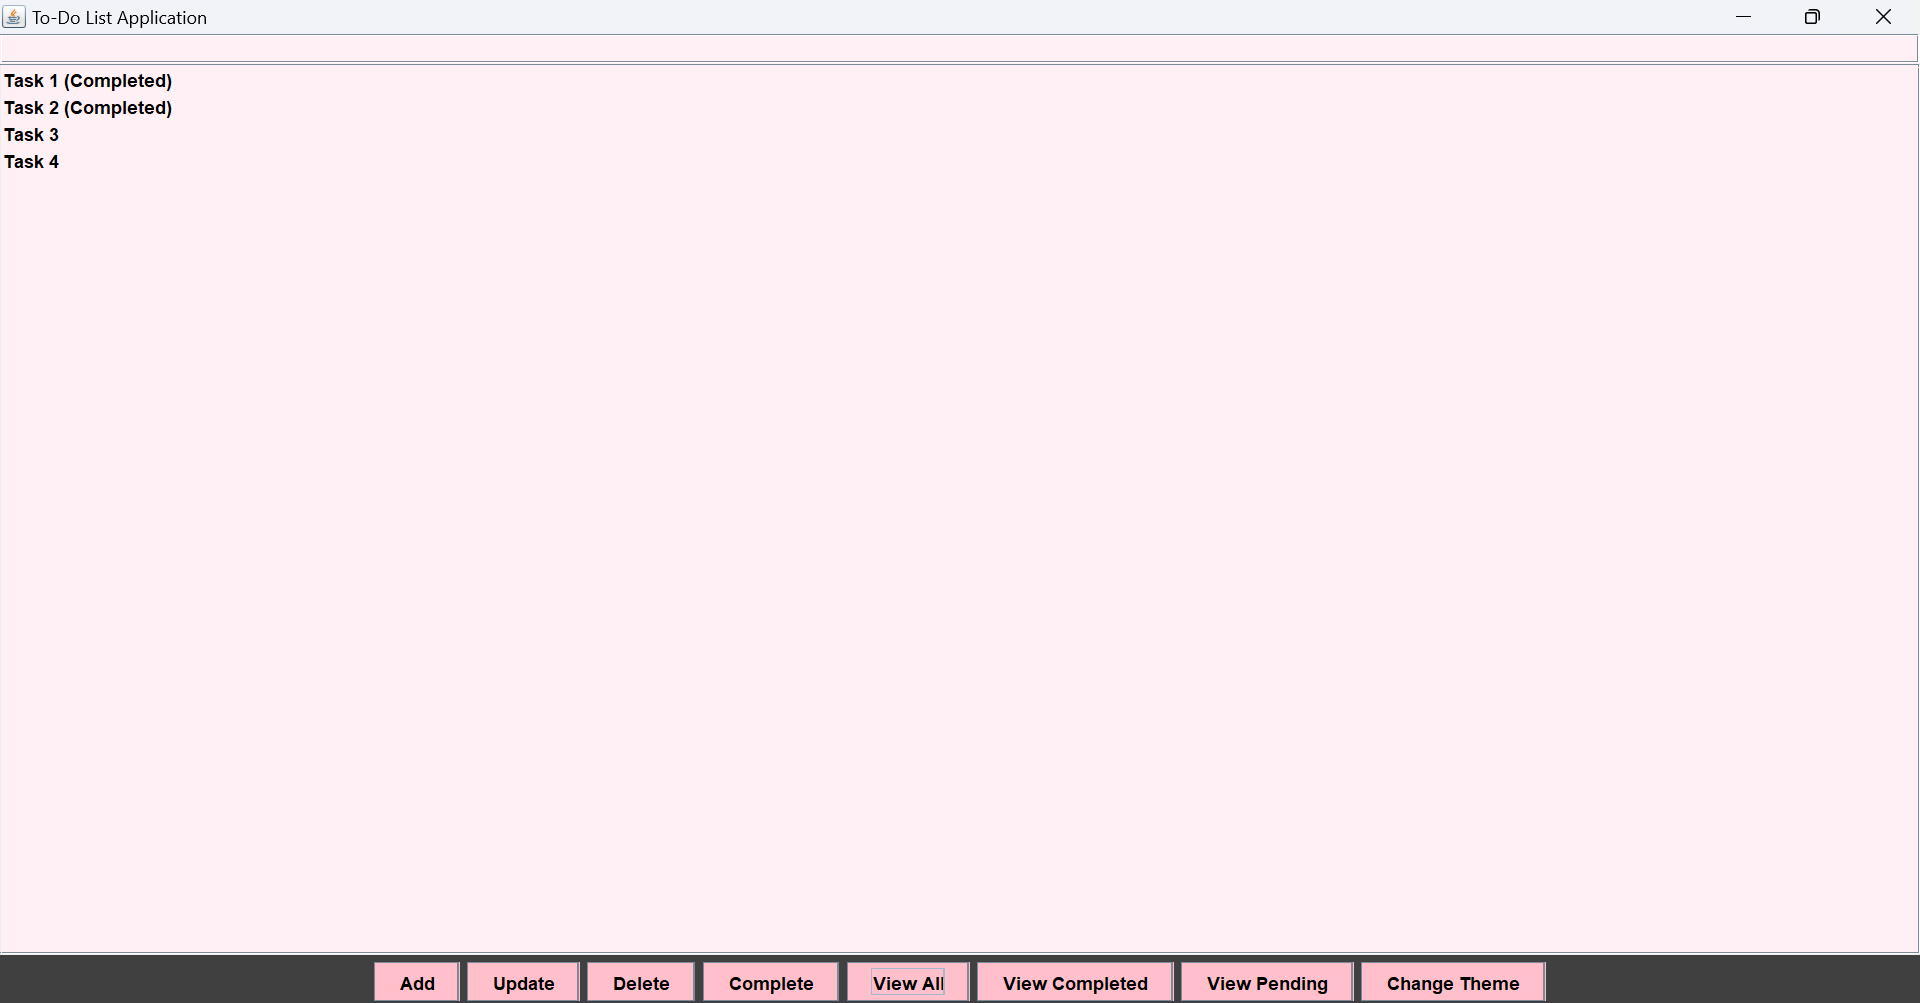 To-Do List Application
Task 1 (Completed)
Task 2 (Completed)
Task 3
Task 4
Add Update Delete Complete View All View Completed View Pending Change Theme